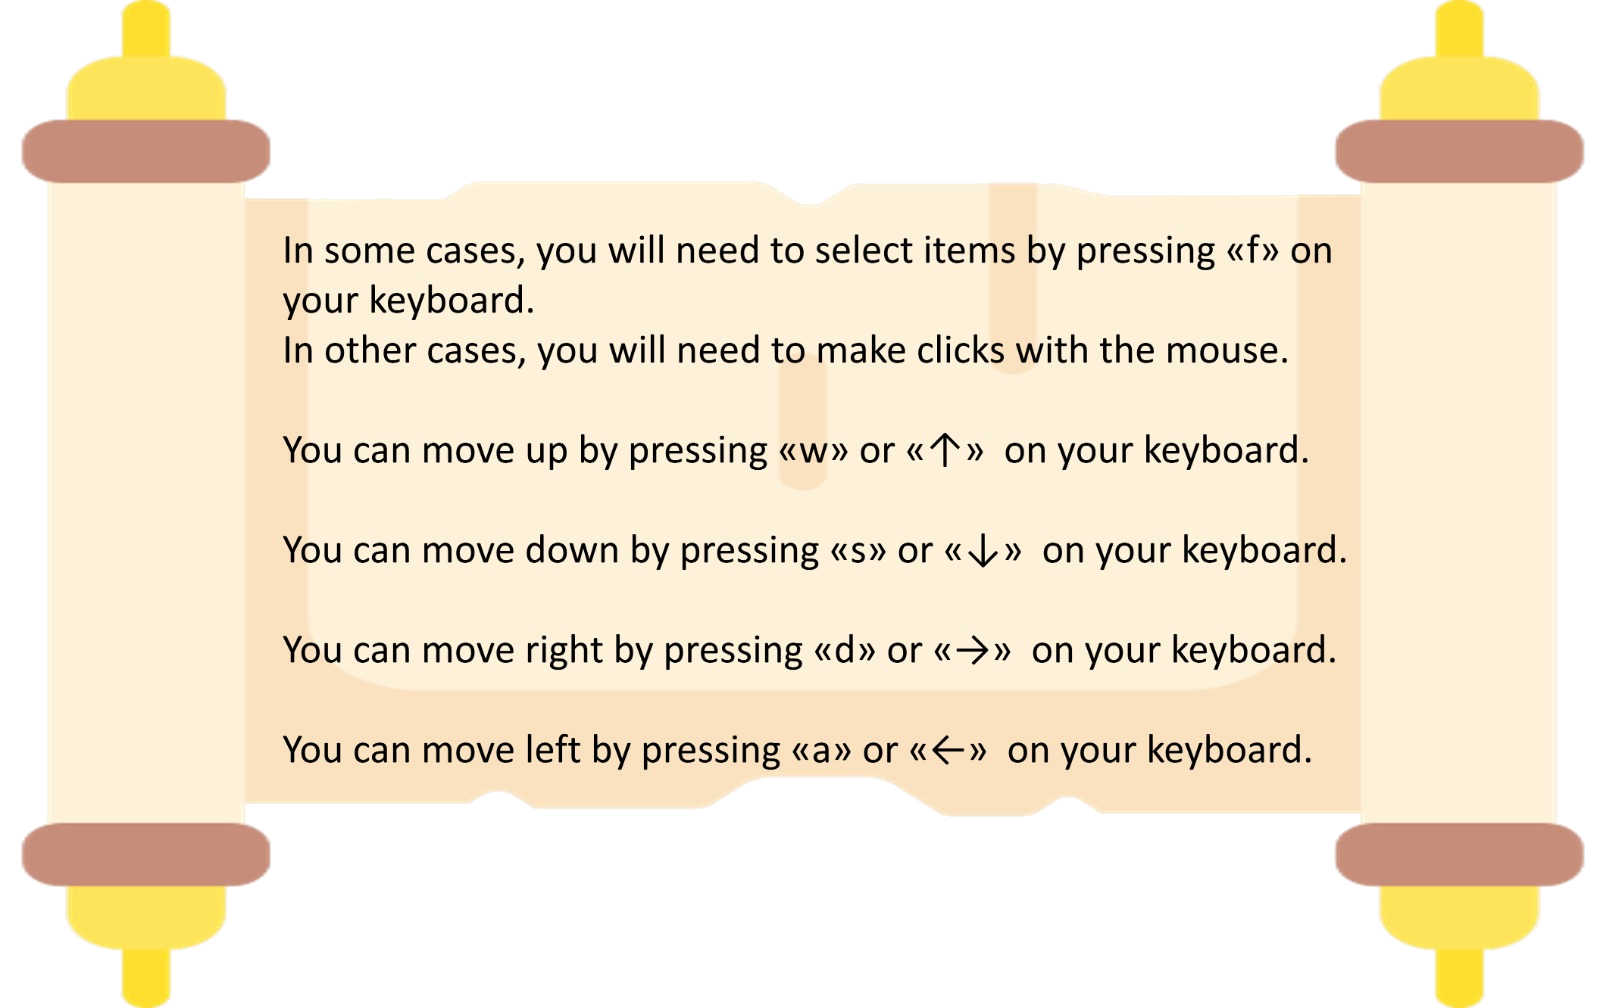 In some cases, you will need to select items by pressing «f» on
your keyboard.
In other cases, you will need to make clicks with the mouse.
You can move up by pressing «w» or «↑» on your keyboard.
You can move down by pressing «s» or «↓» on your keyboard.
You can move right by pressing «d» or «→» on your keyboard.
You can move left by pressing «a» or «←» on your keyboard.